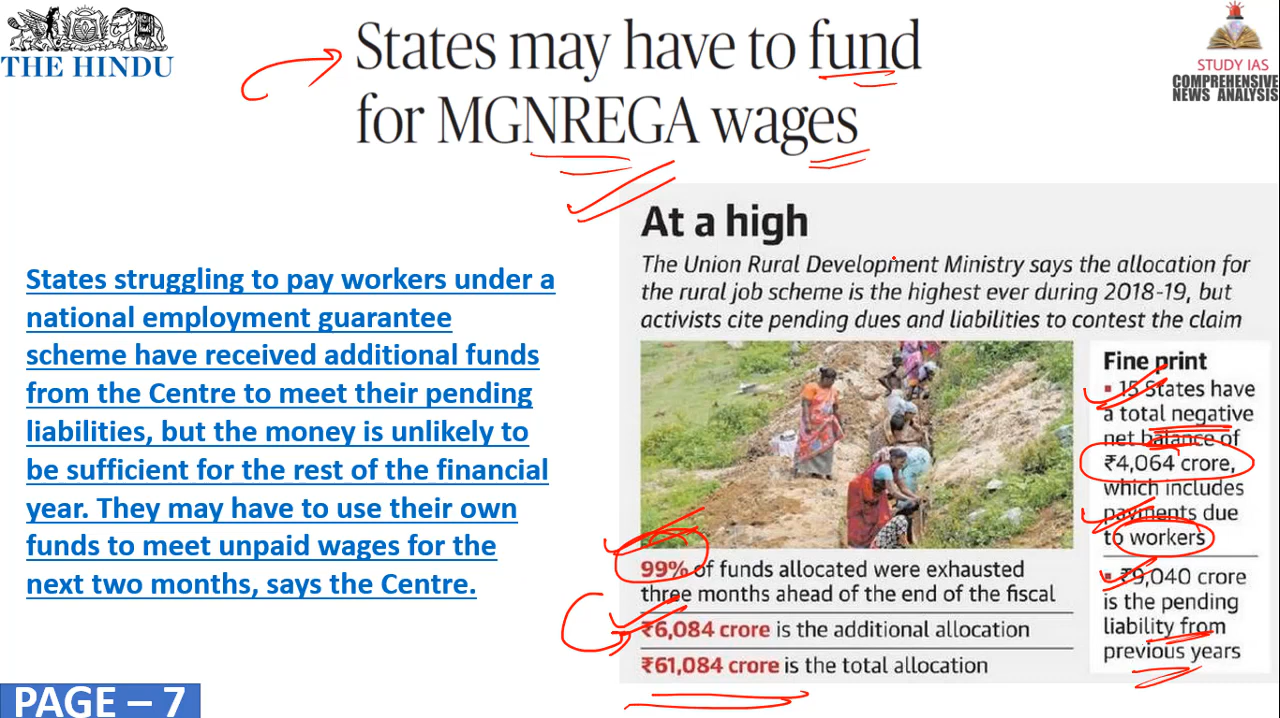 THE HINDU
States may have to fund
for MGNREGA wages
STUDY IAS
COMPREHENSIVE
NEWS ANALYSIS
States struggling to pay workers under a
national employment guarantee
scheme have received additional funds
from the Centre to meet their pending
liabilities, but the money is unlikely to
be sufficient for the rest of the financial
year. They may have to use their own
funds to meet unpaid wages for the
next two months, says the Centre.
At a high
The Union Rural Development Ministry says the allocation for
the rural job scheme is the highest ever during 2018-19, but
activists cite pending dues and liabilities to contest the claim
99% of funds allocated were exhausted
three months ahead of the end of the fiscal
₹6,084 crore is the additional allocation
₹61,084 crore is the total allocation
Fine print
▪ 15 States have
a total negative
net balance of
₹4,064 crore,
which includes
payments due
to workers
▪ ₹9,040 crore
is the pending
liability from
previous years
PAGE – 7